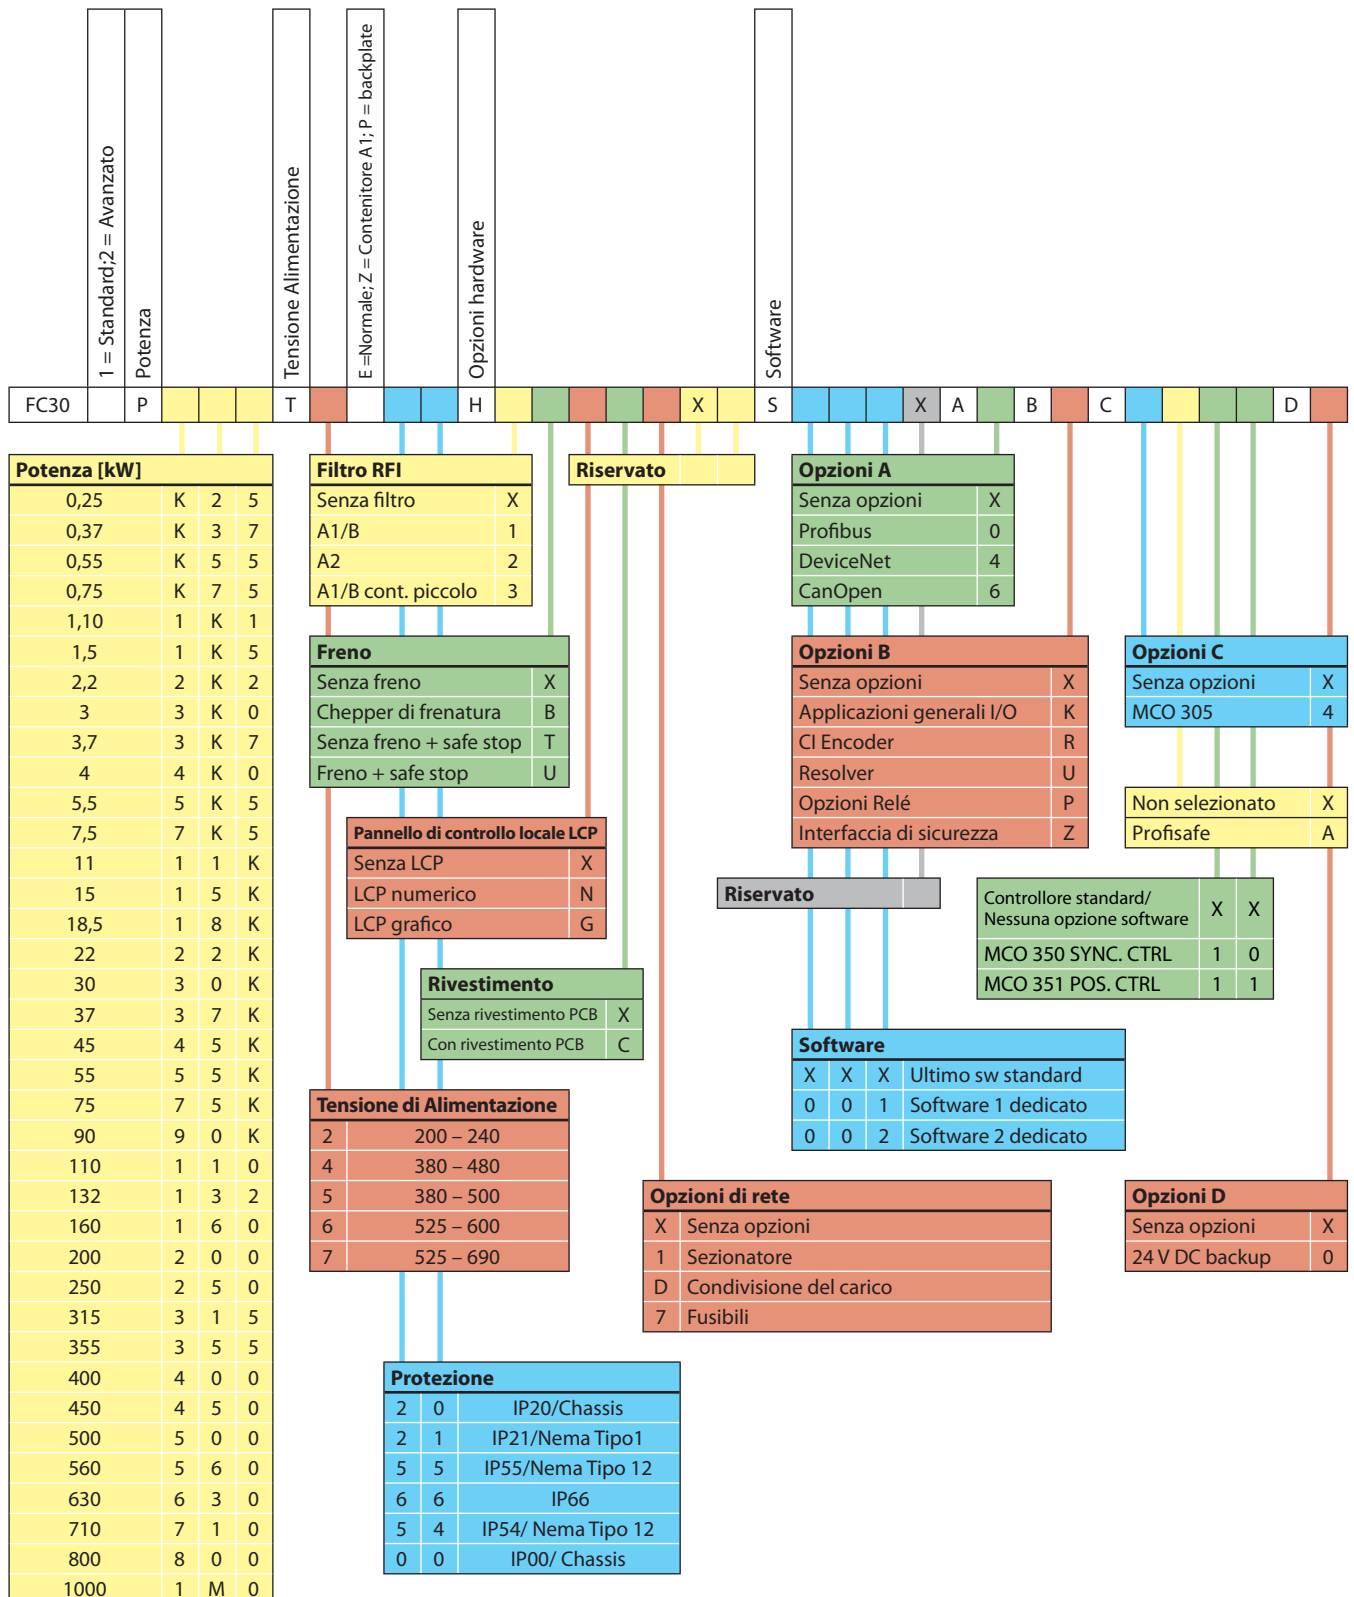 1 = Standard;2 = Avanzato
Potenza
Tensione Alimentazione
E =Normale; Z = Contenitore A1; P = backplate
Opzioni hardware
Software
FC30 P T H X S X A B C D
Potenza [kW]
0,25 K 2 5
0,37 K 3 7
0,55 K 5 5
0,75 K 7 5
1,10 1 K 1
1,5 1 K 5
2,2 2 K 2
3 3 K 0
3,7 3 K 7
4 4 K 0
5,5 5 K 5
7,5 7 K 5
11 1 1 K
15 1 5 K
18,5 1 8 K
22 2 2 K
30 3 0 K
37 3 7 K
45 4 5 K
55 5 5 K
75 7 5 K
90 9 0 K
110 1 1 0
132 1 3 2
160 1 6 0
200 2 0 0
250 2 5 0
315 3 1 5
355 3 5 5
400 4 0 0
450 4 5 0
500 5 0 0
560 5 6 0
630 6 3 0
710 7 1 0
800 8 0 0
1000 1 M 0
Filtro RFI
Senza filtro X
A1/B 1
A2 2
A1/B cont. piccolo 3
Freno
Senza freno X
Chepper di frenatura B
Senza freno + safe stop T
Freno + safe stop U
Pannello di controllo locale LCP
Senza LCP X
LCP numerico N
LCP grafico G
Rivestimento
Senza rivestimento PCB X
Con rivestimento PCB C
Tensione di Alimentazione
2 200 – 240
4 380 – 480
5 380 – 500
6 525 – 600
7 525 – 690
Protezione
2 0 IP20/Chassis
2 1 IP21/Nema Tipo1
5 5 IP55/Nema Tipo 12
6 6 IP66
5 4 IP54/ Nema Tipo 12
0 0 IP00/ Chassis
Riservato
Opzioni di rete
X Senza opzioni
1 Sezionatore
D Condivisione del carico
7 Fusibili
Opzioni A
Senza opzioni X
Profibus 0
DeviceNet 4
CanOpen 6
Opzioni B
Senza opzioni X
Applicazioni generali I/O K
CI Encoder R
Resolver U
Opzioni Relé P
Interfaccia di sicurezza Z
Riservato
Software
X X X Ultimo sw standard
0 0 1 Software 1 dedicato
0 0 2 Software 2 dedicato
Opzioni C
Senza opzioni X
MCO 305 4
Non selezionato X
Profisafe A
Controllore standard/
Nessuna opzione software X X
MCO 350 SYNC. CTRL 1 0
MCO 351 POS. CTRL 1 1
Opzioni D
Senza opzioni X
24 V DC backup 0